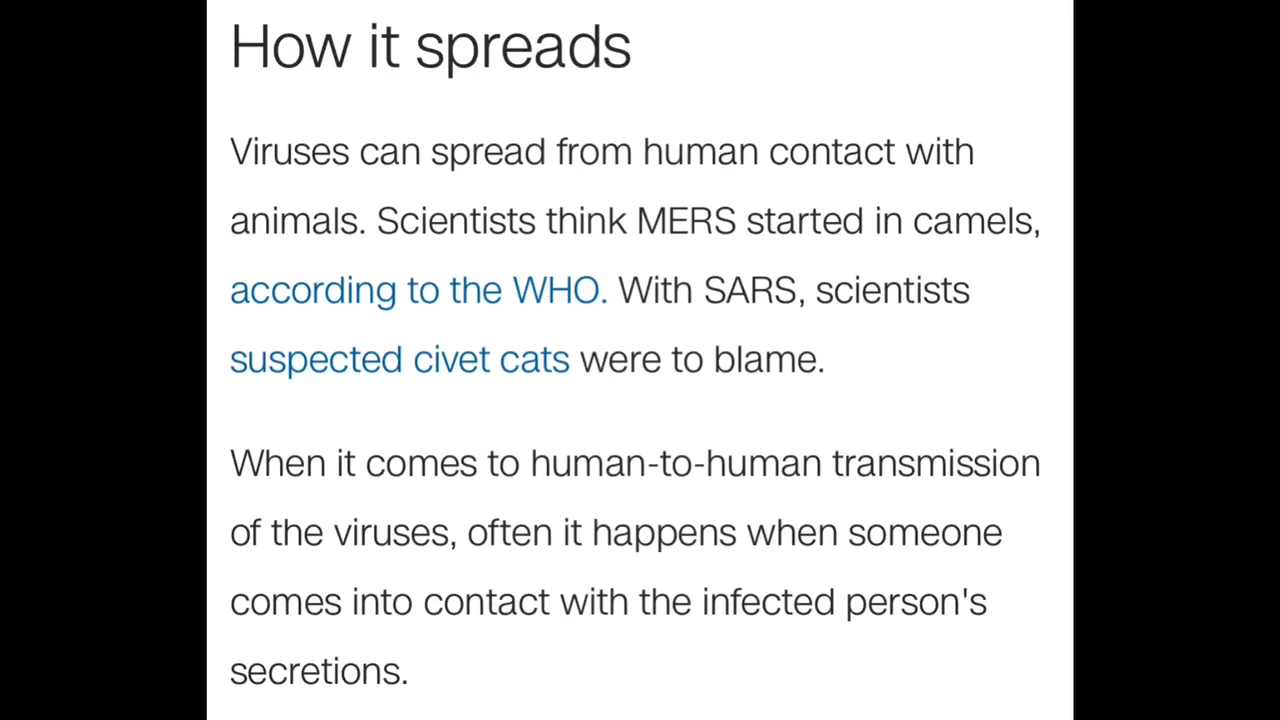 How it spreads
Viruses can spread from human contact with
animals. Scientists think MERS started in camels,
according to the WHO. With SARS, scientists
suspected civet cats were to blame.
When it comes to human-to-human transmission
of the viruses, often it happens when someone
comes into contact with the infected person's
secretions.